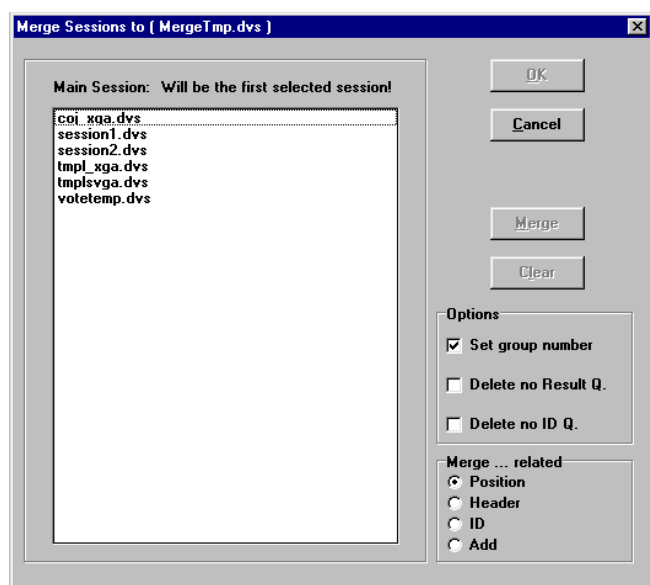 Merge Sessions to ( MergeTmp.dvs )
Main Session: Will be the first selected session!
coj_xga.dvs
session1.dvs
session2.dvs
tmpl_xga.dvs
tmplsvga.dvs
votetemp.dvs
OK
Cancel
Merge
Clear
Options
Set group number
Delete no Result Q.
Delete no ID Q.
Merge ... related
Position
Header
ID
Add